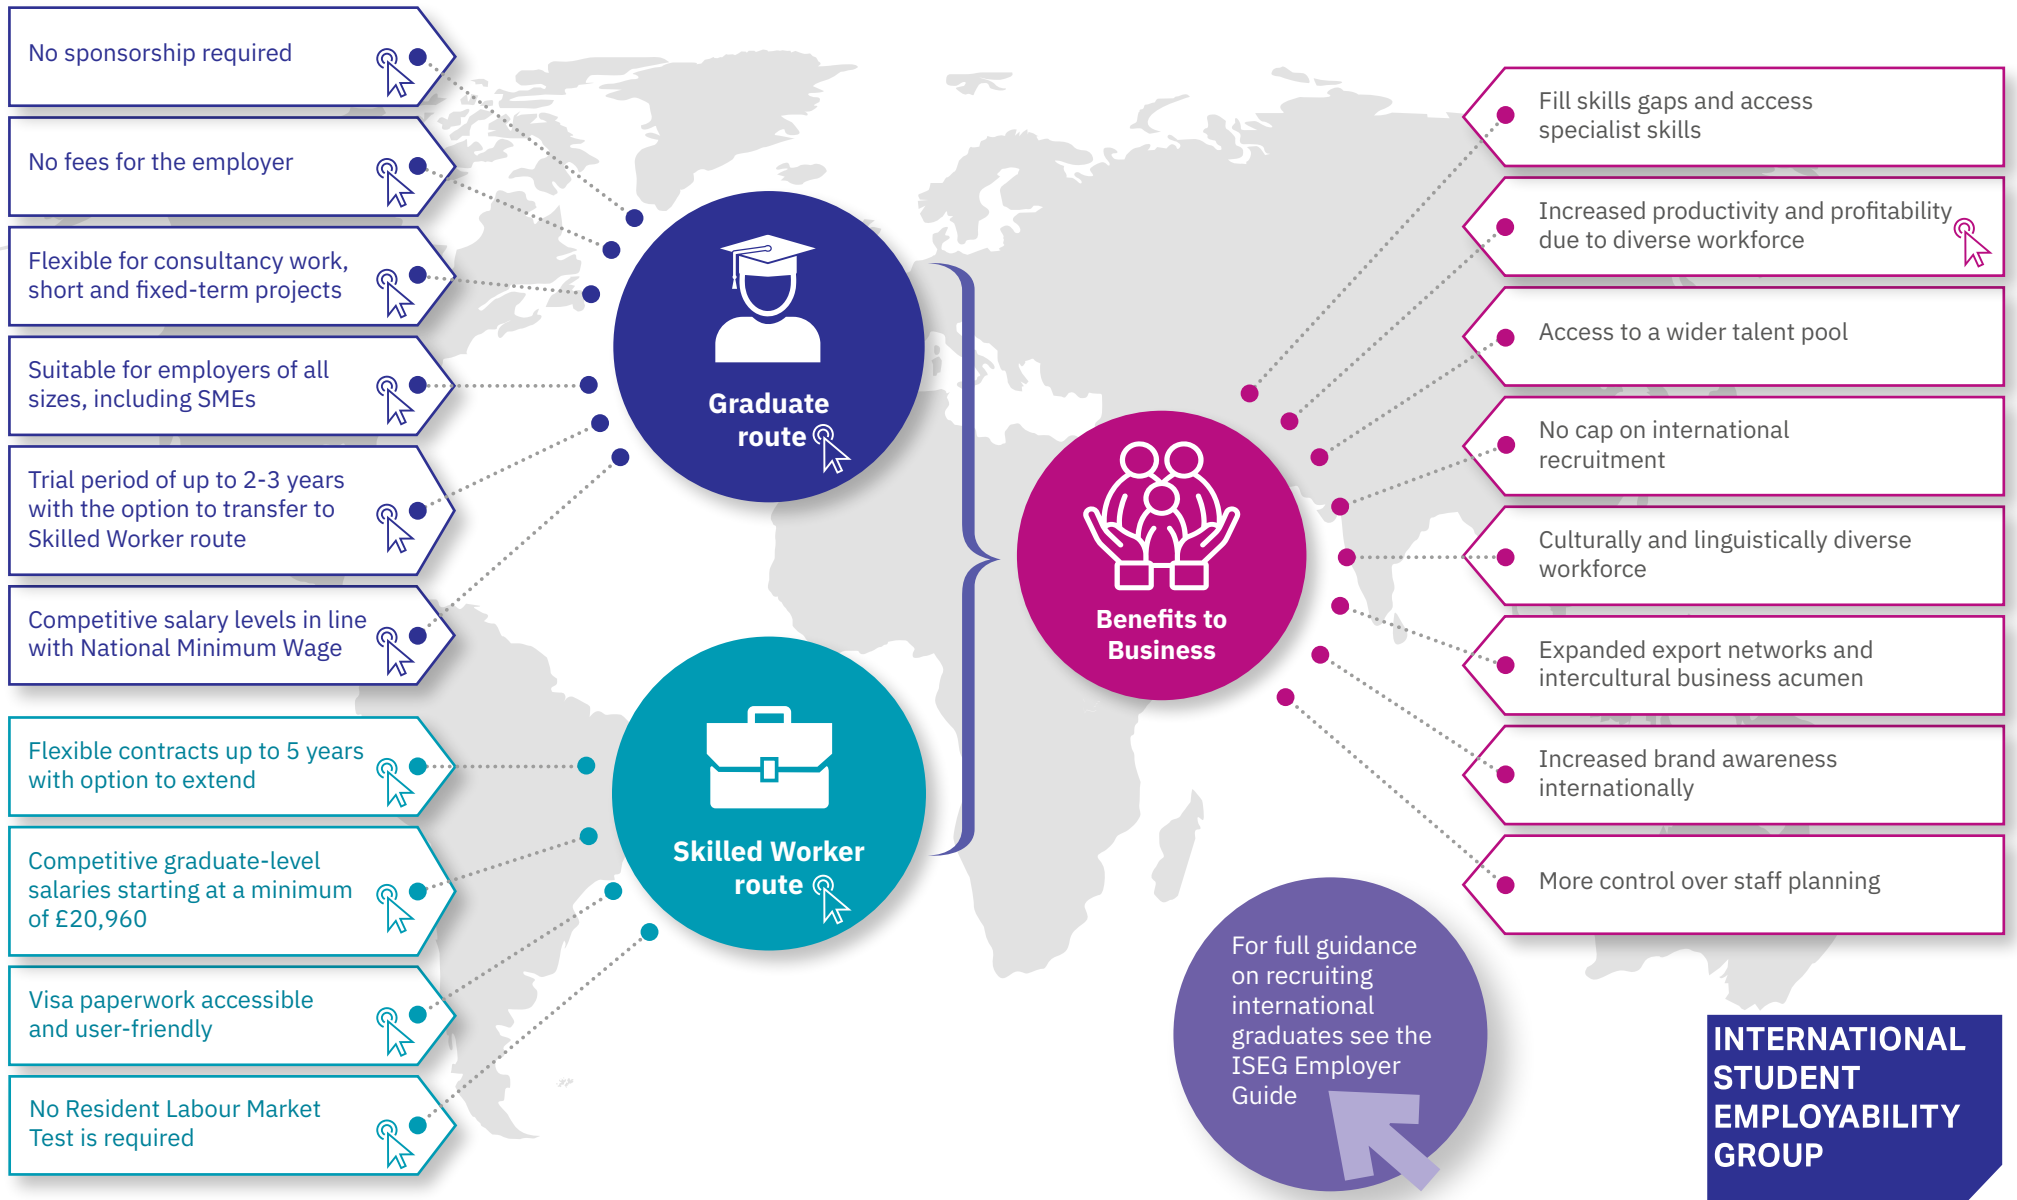 No sponsorship required
No fees for the employer
Flexible for consultancy work,
short and fixed-term projects
Suitable for employers of all
sizes, including SMEs
Trial period of up to 2-3 years
with the option to transfer to
Skilled Worker route
Competitive salary levels in line
with National Minimum Wage
Flexible contracts up to 5 years
with option to extend
Competitive graduate-level
salaries starting at a minimum
of £20,960
Visa paperwork accessible
and user-friendly
No Resident Labour Market
Test is required
Graduate
route
Skilled Worker
route
Benefits to
Business
Fill skills gaps and access
specialist skills
Increased productivity and profitability
due to diverse workforce
Access to a wider talent pool
No cap on international
recruitment
Culturally and linguistically diverse
workforce
Expanded export networks and
intercultural business acumen
Increased brand awareness
internationally
More control over staff planning
For full guidance
on recruiting
international
graduates see the
ISEG Employer
Guide
INTERNATIONAL
STUDENT
EMPLOYABILITY
GROUP